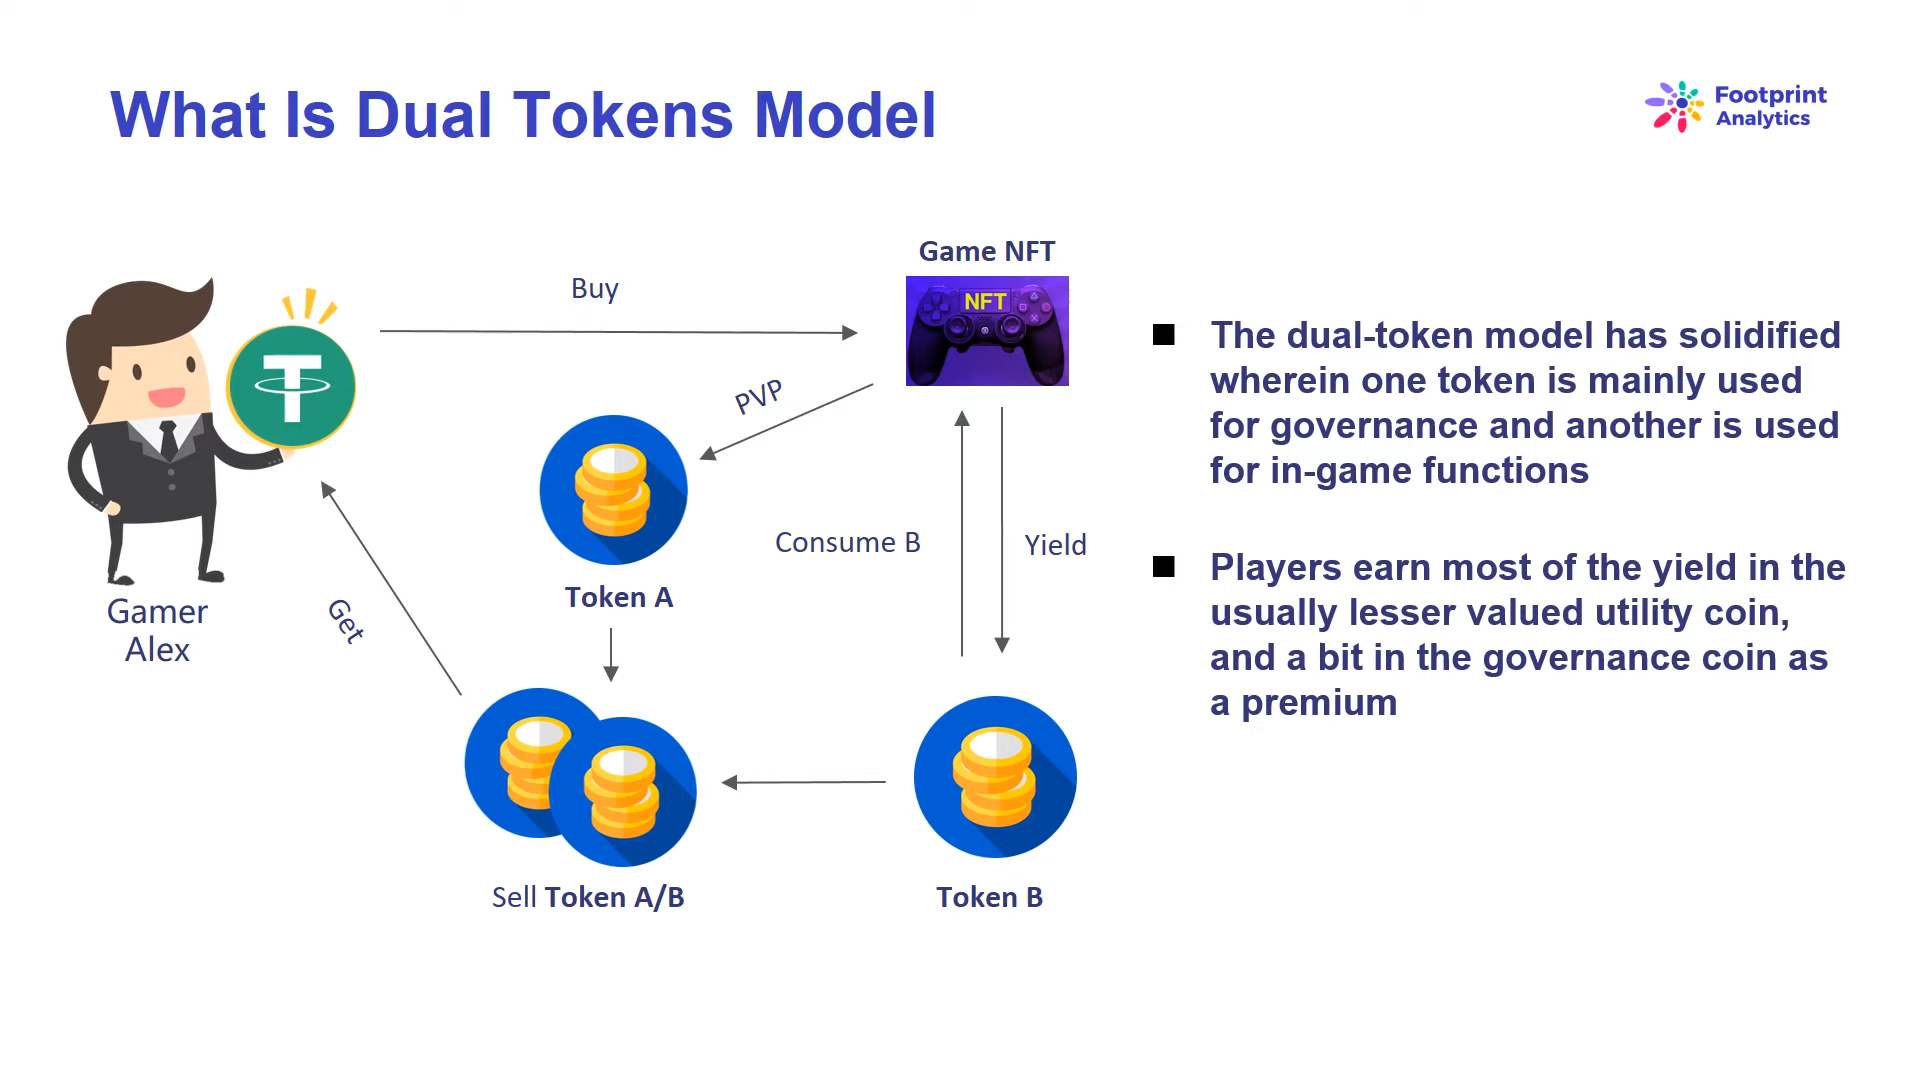 What Is Dual Tokens Model
Footprint
Analytics
Game NFT
Buy
NFT
PVP
Consume B
Yield
Token A
Get
Gamer
Alex
Sell Token A/B
Token B
■ The dual-token model has solidified
wherein one token is mainly used
for governance and another is used
for in-game functions
■ Players earn most of the yield in the
usually lesser valued utility coin,
and a bit in the governance coin as
a premium